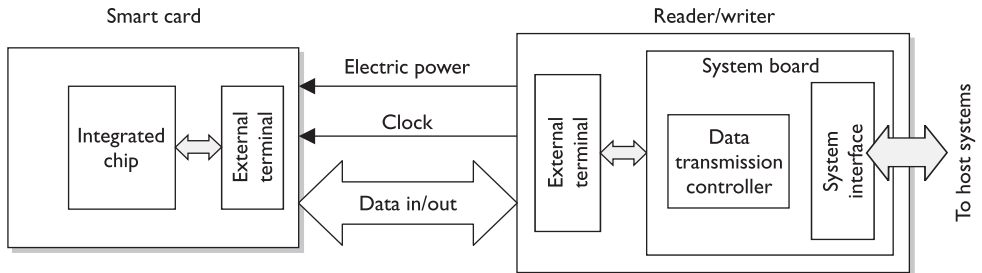 Smart card
Reader/writer
Integrated
chip
External
terminal
Electric power
Clock
Data in/out
External
terminal
System board
Data
transmission
controller
System
interface
To host systems